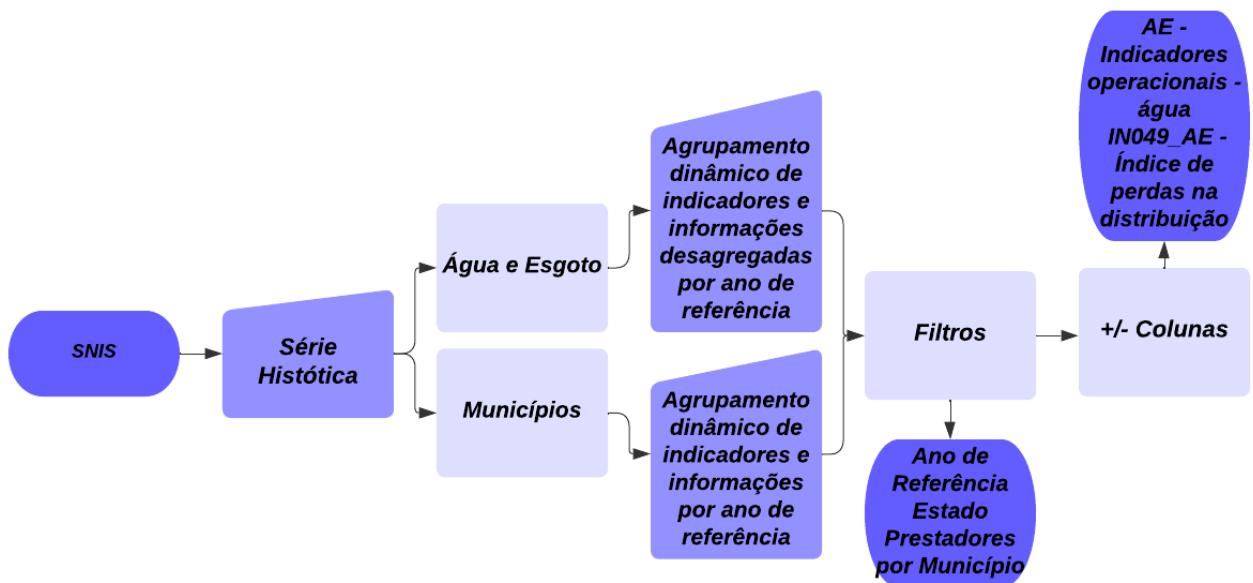 SNIS
Série
Histótica
Água e Esgoto
Municípios
Agrupamento
dinâmico de
indicadores e
informações
desagregadas
por ano de
referência
Agrupamento
dinâmico de
indicadores e
informações
por ano de
referência
Filtros
Ano de
Referência
Estado
Prestadores
por Município
+/- Colunas
AE -
Indicadores
operacionais -
água
IN049_AE -
Índice de
perdas na
distribuição